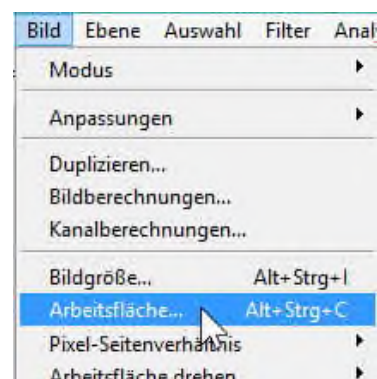 Bild Ebene Auswahl Filter
Modus
Anpassungen
Duplizieren...
Bildberechnungen...
Kanalberechnungen...
Bildgröße... Alt+Strg+I
Arbeitsfläche... Alt+Strg+C
Pixel-Seitenverhältnis
Arbeitsfläche drehen